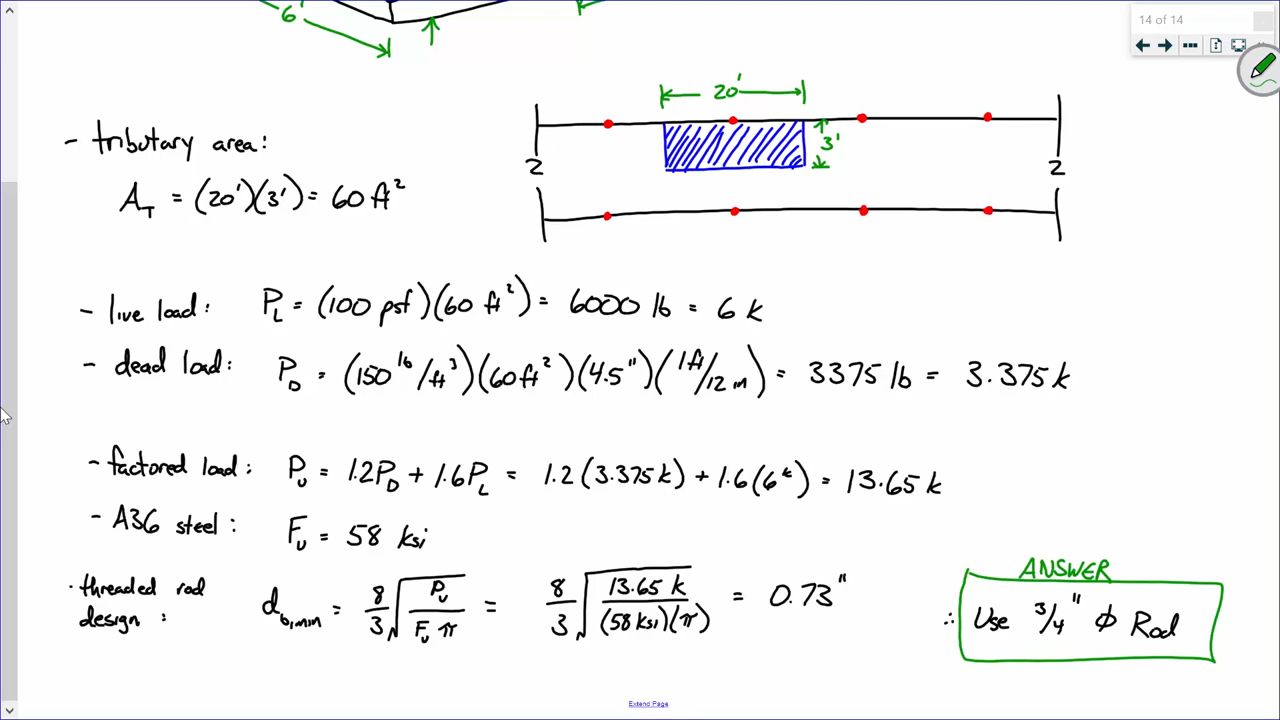 14 of 14
6'
20'
3'
- tributary area:
A_T = (20')(3') = 60 ft²
2 2
- live load: P_L = (100 psf)(60 ft²) = 6000 lb = 6 k
- dead load: P_D = (150 lb/ft³)(60 ft²)(4.5")(1 ft/12 in) = 3375 lb = 3.375 k
- factored load: P_u = 1.2P_D + 1.6P_L = 1.2(3.375 k) + 1.6(6 k) = 13.65 k
- A36 steel: F_u = 58 ksi
· threaded rod design: d_b,min = 8/3 √(P_u/(F_u π)) = 8/3 √(13.65 k/((58 ksi)(π))) = 0.73"
ANSWER
∴ Use 3/4" φ Rod
Extend Page